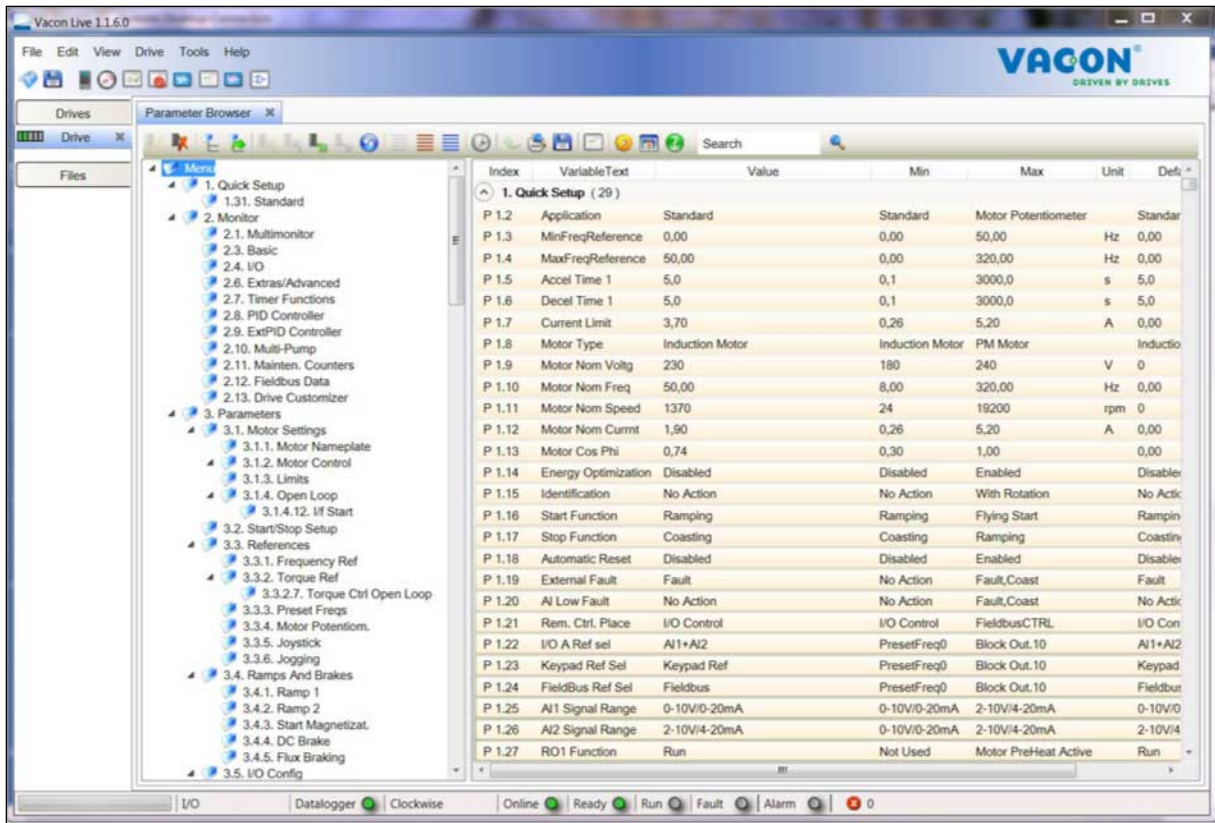 Vacon Live 1.1.6.0
File Edit View Drive Tools Help
VACON®
DRIVEN BY DRIVES
Drives
Drive
Files
Parameter Browser
Search
Menu
1. Quick Setup
1.31. Standard
2. Monitor
2.1. Multimonitor
2.3. Basic
2.4. I/O
2.6. Extras/Advanced
2.7. Timer Functions
2.8. PID Controller
2.9. ExtPID Controller
2.10. Multi-Pump
2.11. Mainten. Counters
2.12. Fieldbus Data
2.13. Drive Customizer
3. Parameters
3.1. Motor Settings
3.1.1. Motor Nameplate
3.1.2. Motor Control
3.1.3. Limits
3.1.4. Open Loop
3.1.4.12. I/f Start
3.2. Start/Stop Setup
3.3. References
3.3.1. Frequency Ref
3.3.2. Torque Ref
3.3.2.7. Torque Ctrl Open Loop
3.3.3. Preset Freqs
3.3.4. Motor Potentiom.
3.3.5. Joystick
3.3.6. Jogging
3.4. Ramps And Brakes
3.4.1. Ramp 1
3.4.2. Ramp 2
3.4.3. Start Magnetizat.
3.4.4. DC Brake
3.4.5. Flux Braking
3.5. I/O Config
Index VariableText Value Min Max Unit Defa
1. Quick Setup ( 29 )
P 1.2 Application Standard Standard Motor Potentiometer Standar
P 1.3 MinFreqReference 0,00 0,00 50,00 Hz 0,00
P 1.4 MaxFreqReference 50,00 0,00 320,00 Hz 0,00
P 1.5 Accel Time 1 5,0 0,1 3000,0 s 5,0
P 1.6 Decel Time 1 5,0 0,1 3000,0 s 5,0
P 1.7 Current Limit 3,70 0,26 5,20 A 0,00
P 1.8 Motor Type Induction Motor Induction Motor PM Motor Inductio
P 1.9 Motor Nom Voltg 230 180 240 V 0
P 1.10 Motor Nom Freq 50,00 8,00 320,00 Hz 0,00
P 1.11 Motor Nom Speed 1370 24 19200 rpm 0
P 1.12 Motor Nom Currnt 1,90 0,26 5,20 A 0,00
P 1.13 Motor Cos Phi 0,74 0,30 1,00 0,00
P 1.14 Energy Optimization Disabled Disabled Enabled Disable
P 1.15 Identification No Action No Action With Rotation No Actio
P 1.16 Start Function Ramping Ramping Flying Start Rampin
P 1.17 Stop Function Coasting Coasting Ramping Coasting
P 1.18 Automatic Reset Disabled Disabled Enabled Disable
P 1.19 External Fault Fault No Action Fault,Coast Fault
P 1.20 AI Low Fault No Action No Action Fault,Coast No Actio
P 1.21 Rem. Ctrl. Place I/O Control I/O Control FieldbusCTRL I/O Con
P 1.22 I/O A Ref sel AI1+AI2 PresetFreq0 Block Out.10 AI1+AI2
P 1.23 Keypad Ref Sel Keypad Ref PresetFreq0 Block Out.10 Keypad
P 1.24 FieldBus Ref Sel Fieldbus PresetFreq0 Block Out.10 Fieldbus
P 1.25 AI1 Signal Range 0-10V/0-20mA 0-10V/0-20mA 2-10V/4-20mA 0-10V/0
P 1.26 AI2 Signal Range 2-10V/4-20mA 0-10V/0-20mA 2-10V/4-20mA 2-10V/4
P 1.27 RO1 Function Run Not Used Motor PreHeat Active Run
I/O Datalogger Clockwise Online Ready Run Fault Alarm 0